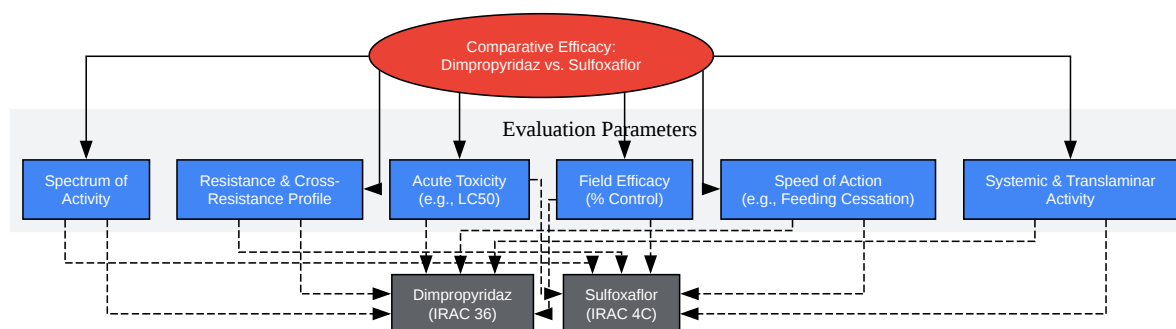 Comparative Efficacy:
Dimpropyridaz vs. Sulfoxaflor
Evaluation Parameters
Spectrum of
Activity
Resistance & Cross-
Resistance Profile
Acute Toxicity
(e.g., LC50)
Field Efficacy
(% Control)
Speed of Action
(e.g., Feeding Cessation)
Systemic & Translaminar
Activity
Dimpropyridaz
(IRAC 36)
Sulfoxaflor
(IRAC 4C)